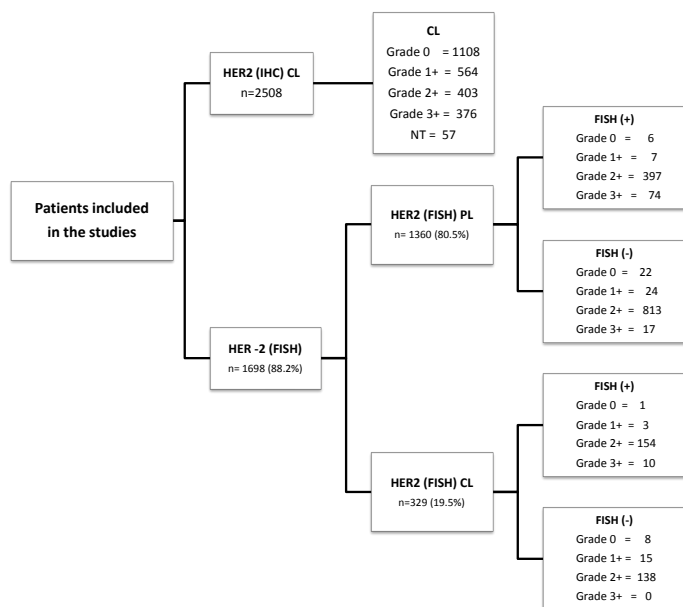 Patients included
in the studies
HER2 (IHC) CL
n=2508
CL
Grade 0 = 1108
Grade 1+ = 564
Grade 2+ = 403
Grade 3+ = 376
NT = 57
HER -2 (FISH)
n= 1698 (88.2%)
HER2 (FISH) PL
n= 1360 (80.5%)
FISH (+)
Grade 0 = 6
Grade 1+ = 7
Grade 2+ = 397
Grade 3+ = 74
FISH (-)
Grade 0 = 22
Grade 1+ = 24
Grade 2+ = 813
Grade 3+ = 17
HER2 (FISH) CL
n=329 (19.5%)
FISH (+)
Grade 0 = 1
Grade 1+ = 3
Grade 2+ = 154
Grade 3+ = 10
FISH (-)
Grade 0 = 8
Grade 1+ = 15
Grade 2+ = 138
Grade 3+ = 0